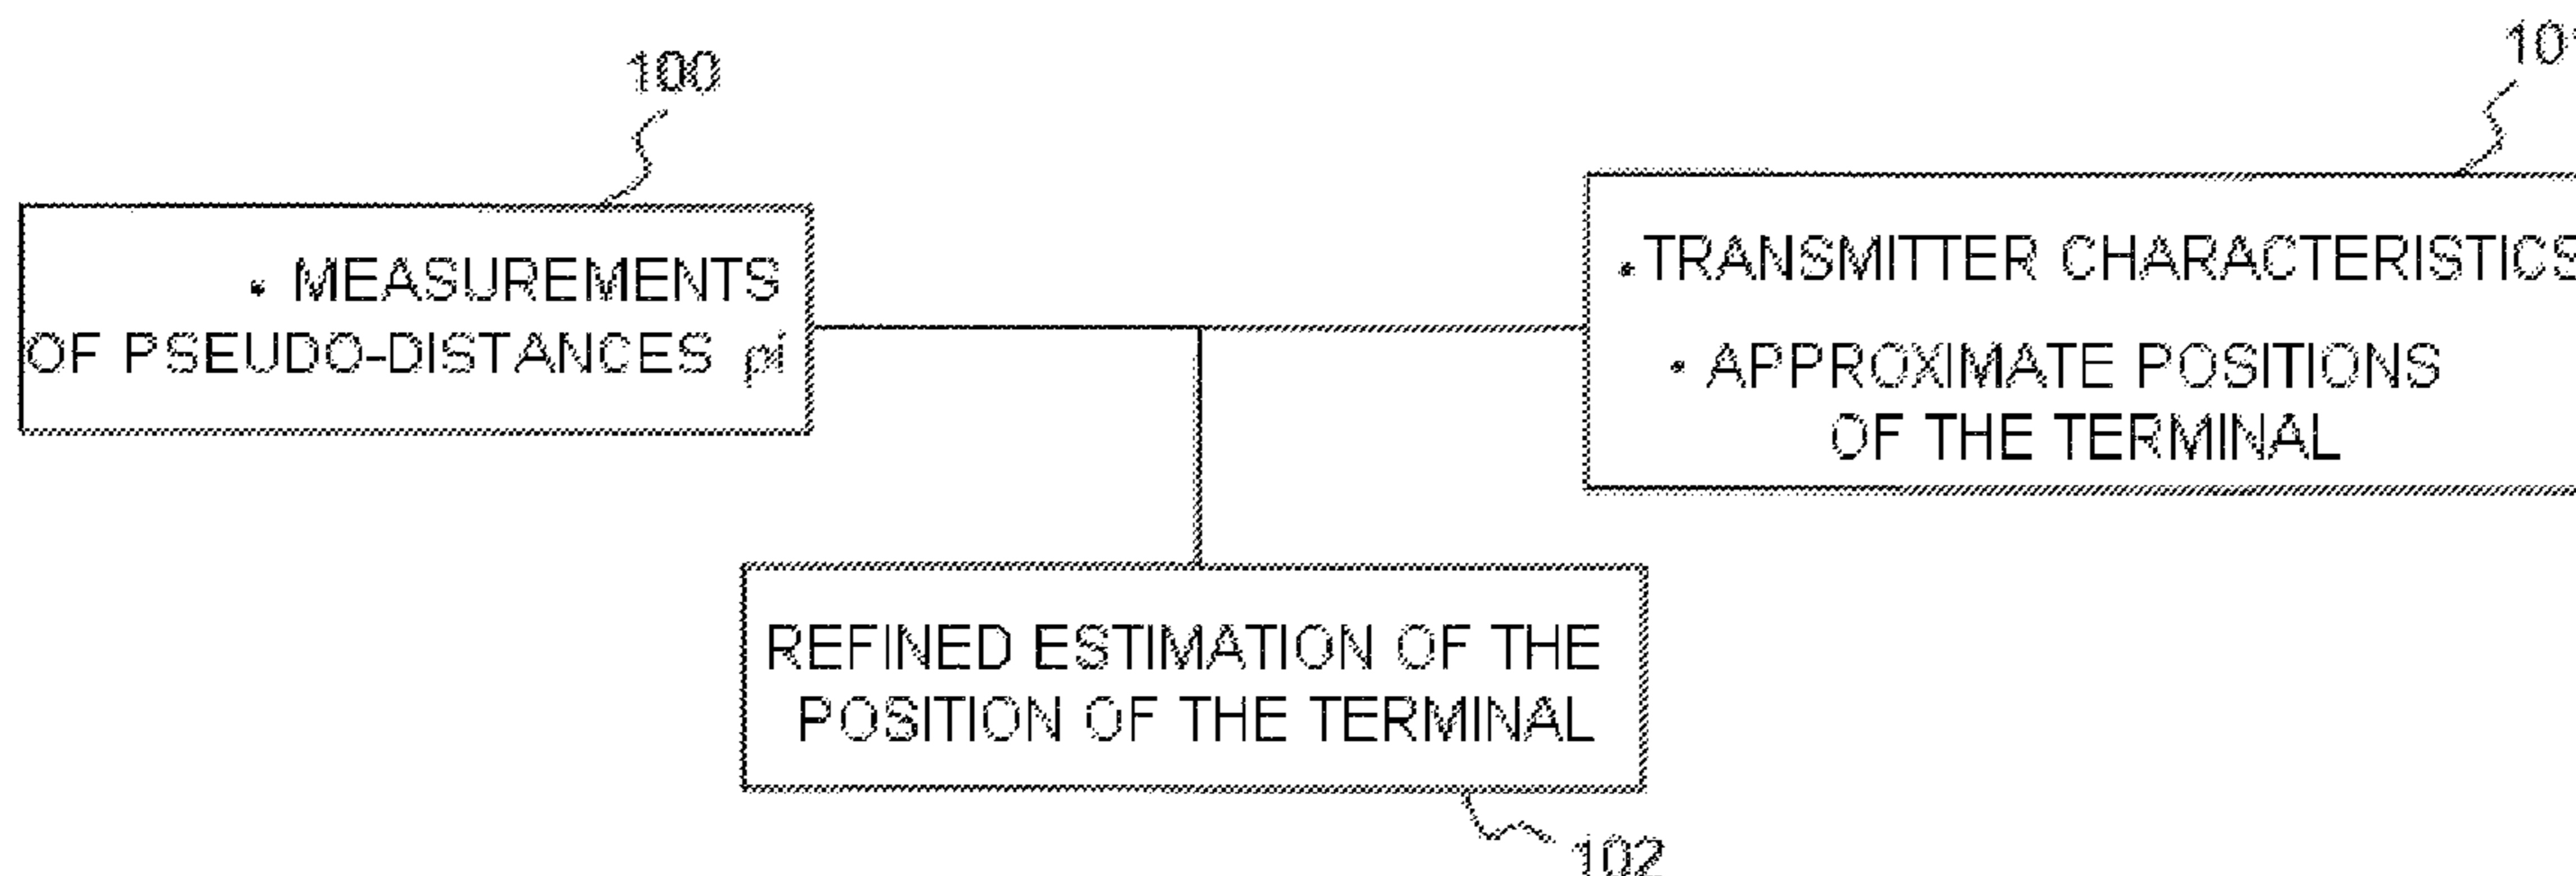 100
101
• MEASUREMENTS
OF PSEUDO-DISTANCES ρi
•TRANSMITTER CHARACTERISTICS
• APPROXIMATE POSITIONS
OF THE TERMINAL
REFINED ESTIMATION OF THE
POSITION OF THE TERMINAL
102